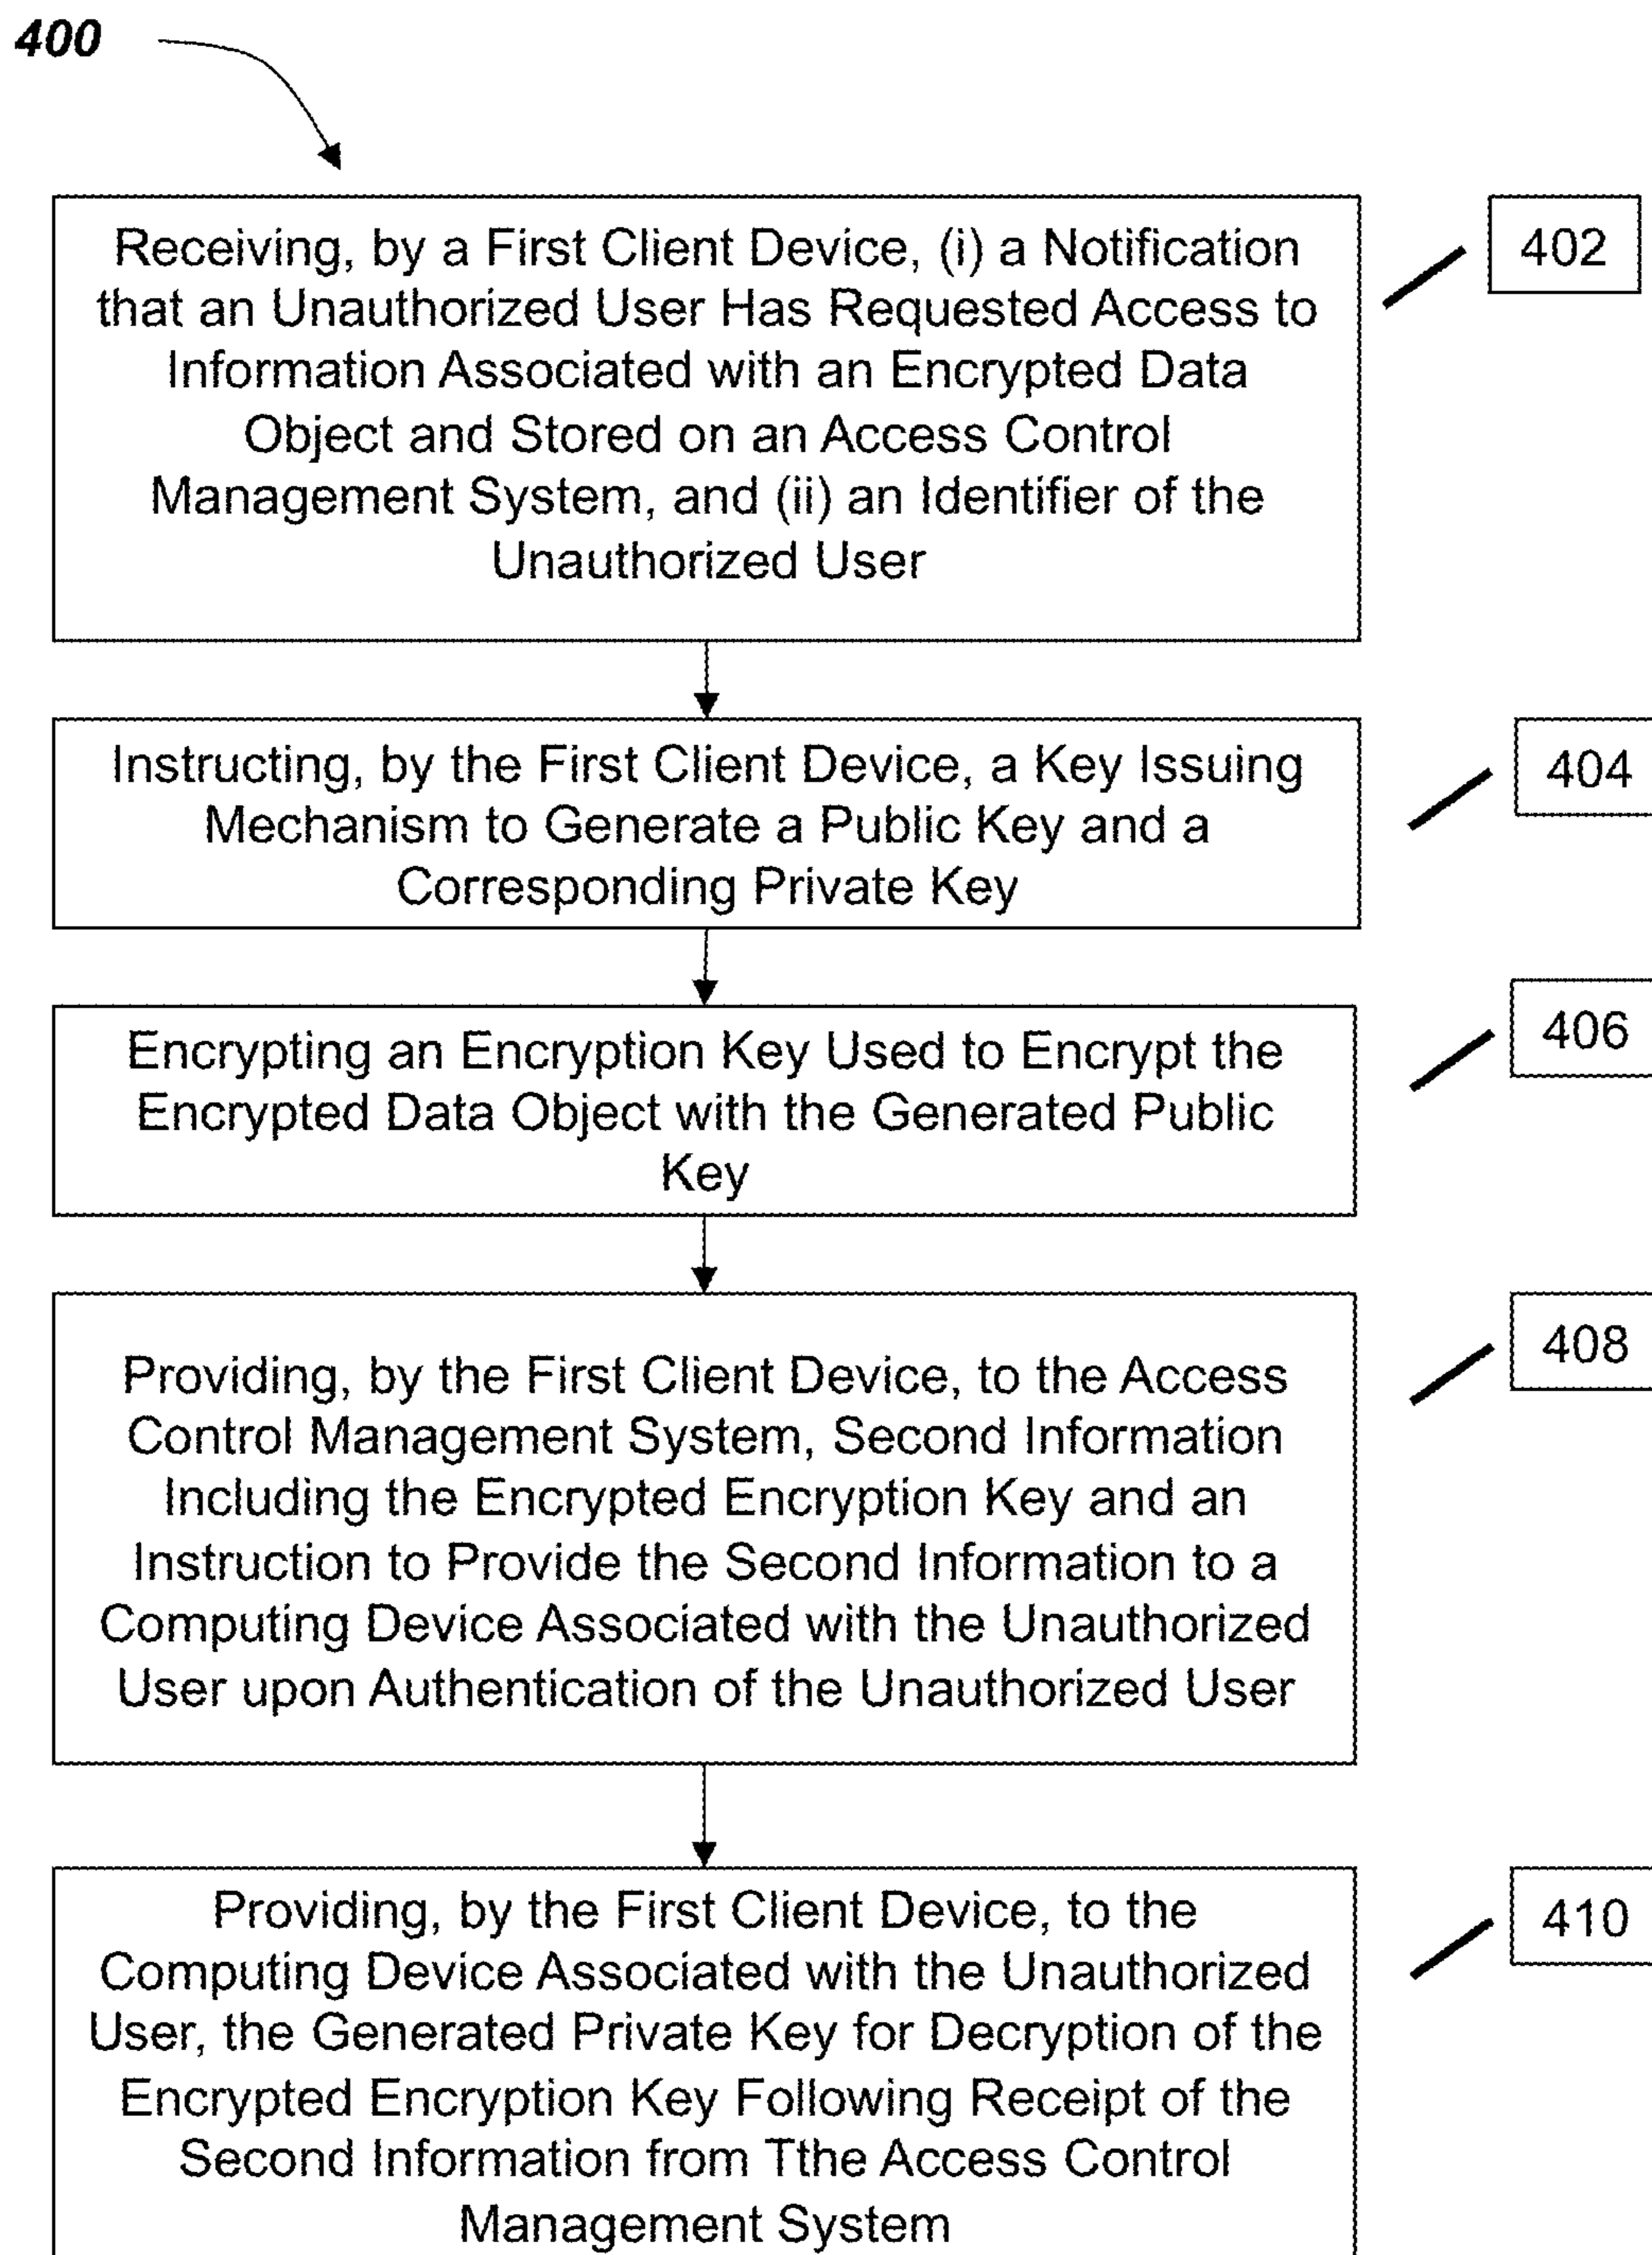 400
Receiving, by a First Client Device, (i) a Notification
that an Unauthorized User Has Requested Access to
Information Associated with an Encrypted Data
Object and Stored on an Access Control
Management System, and (ii) an Identifier of the
Unauthorized User
402
Instructing, by the First Client Device, a Key Issuing
Mechanism to Generate a Public Key and a
Corresponding Private Key
404
Encrypting an Encryption Key Used to Encrypt the
Encrypted Data Object with the Generated Public
Key
406
Providing, by the First Client Device, to the Access
Control Management System, Second Information
Including the Encrypted Encryption Key and an
Instruction to Provide the Second Information to a
Computing Device Associated with the Unauthorized
User upon Authentication of the Unauthorized User
408
Providing, by the First Client Device, to the
Computing Device Associated with the Unauthorized
User, the Generated Private Key for Decryption of the
Encrypted Encryption Key Following Receipt of the
Second Information from Tthe Access Control
Management System
410